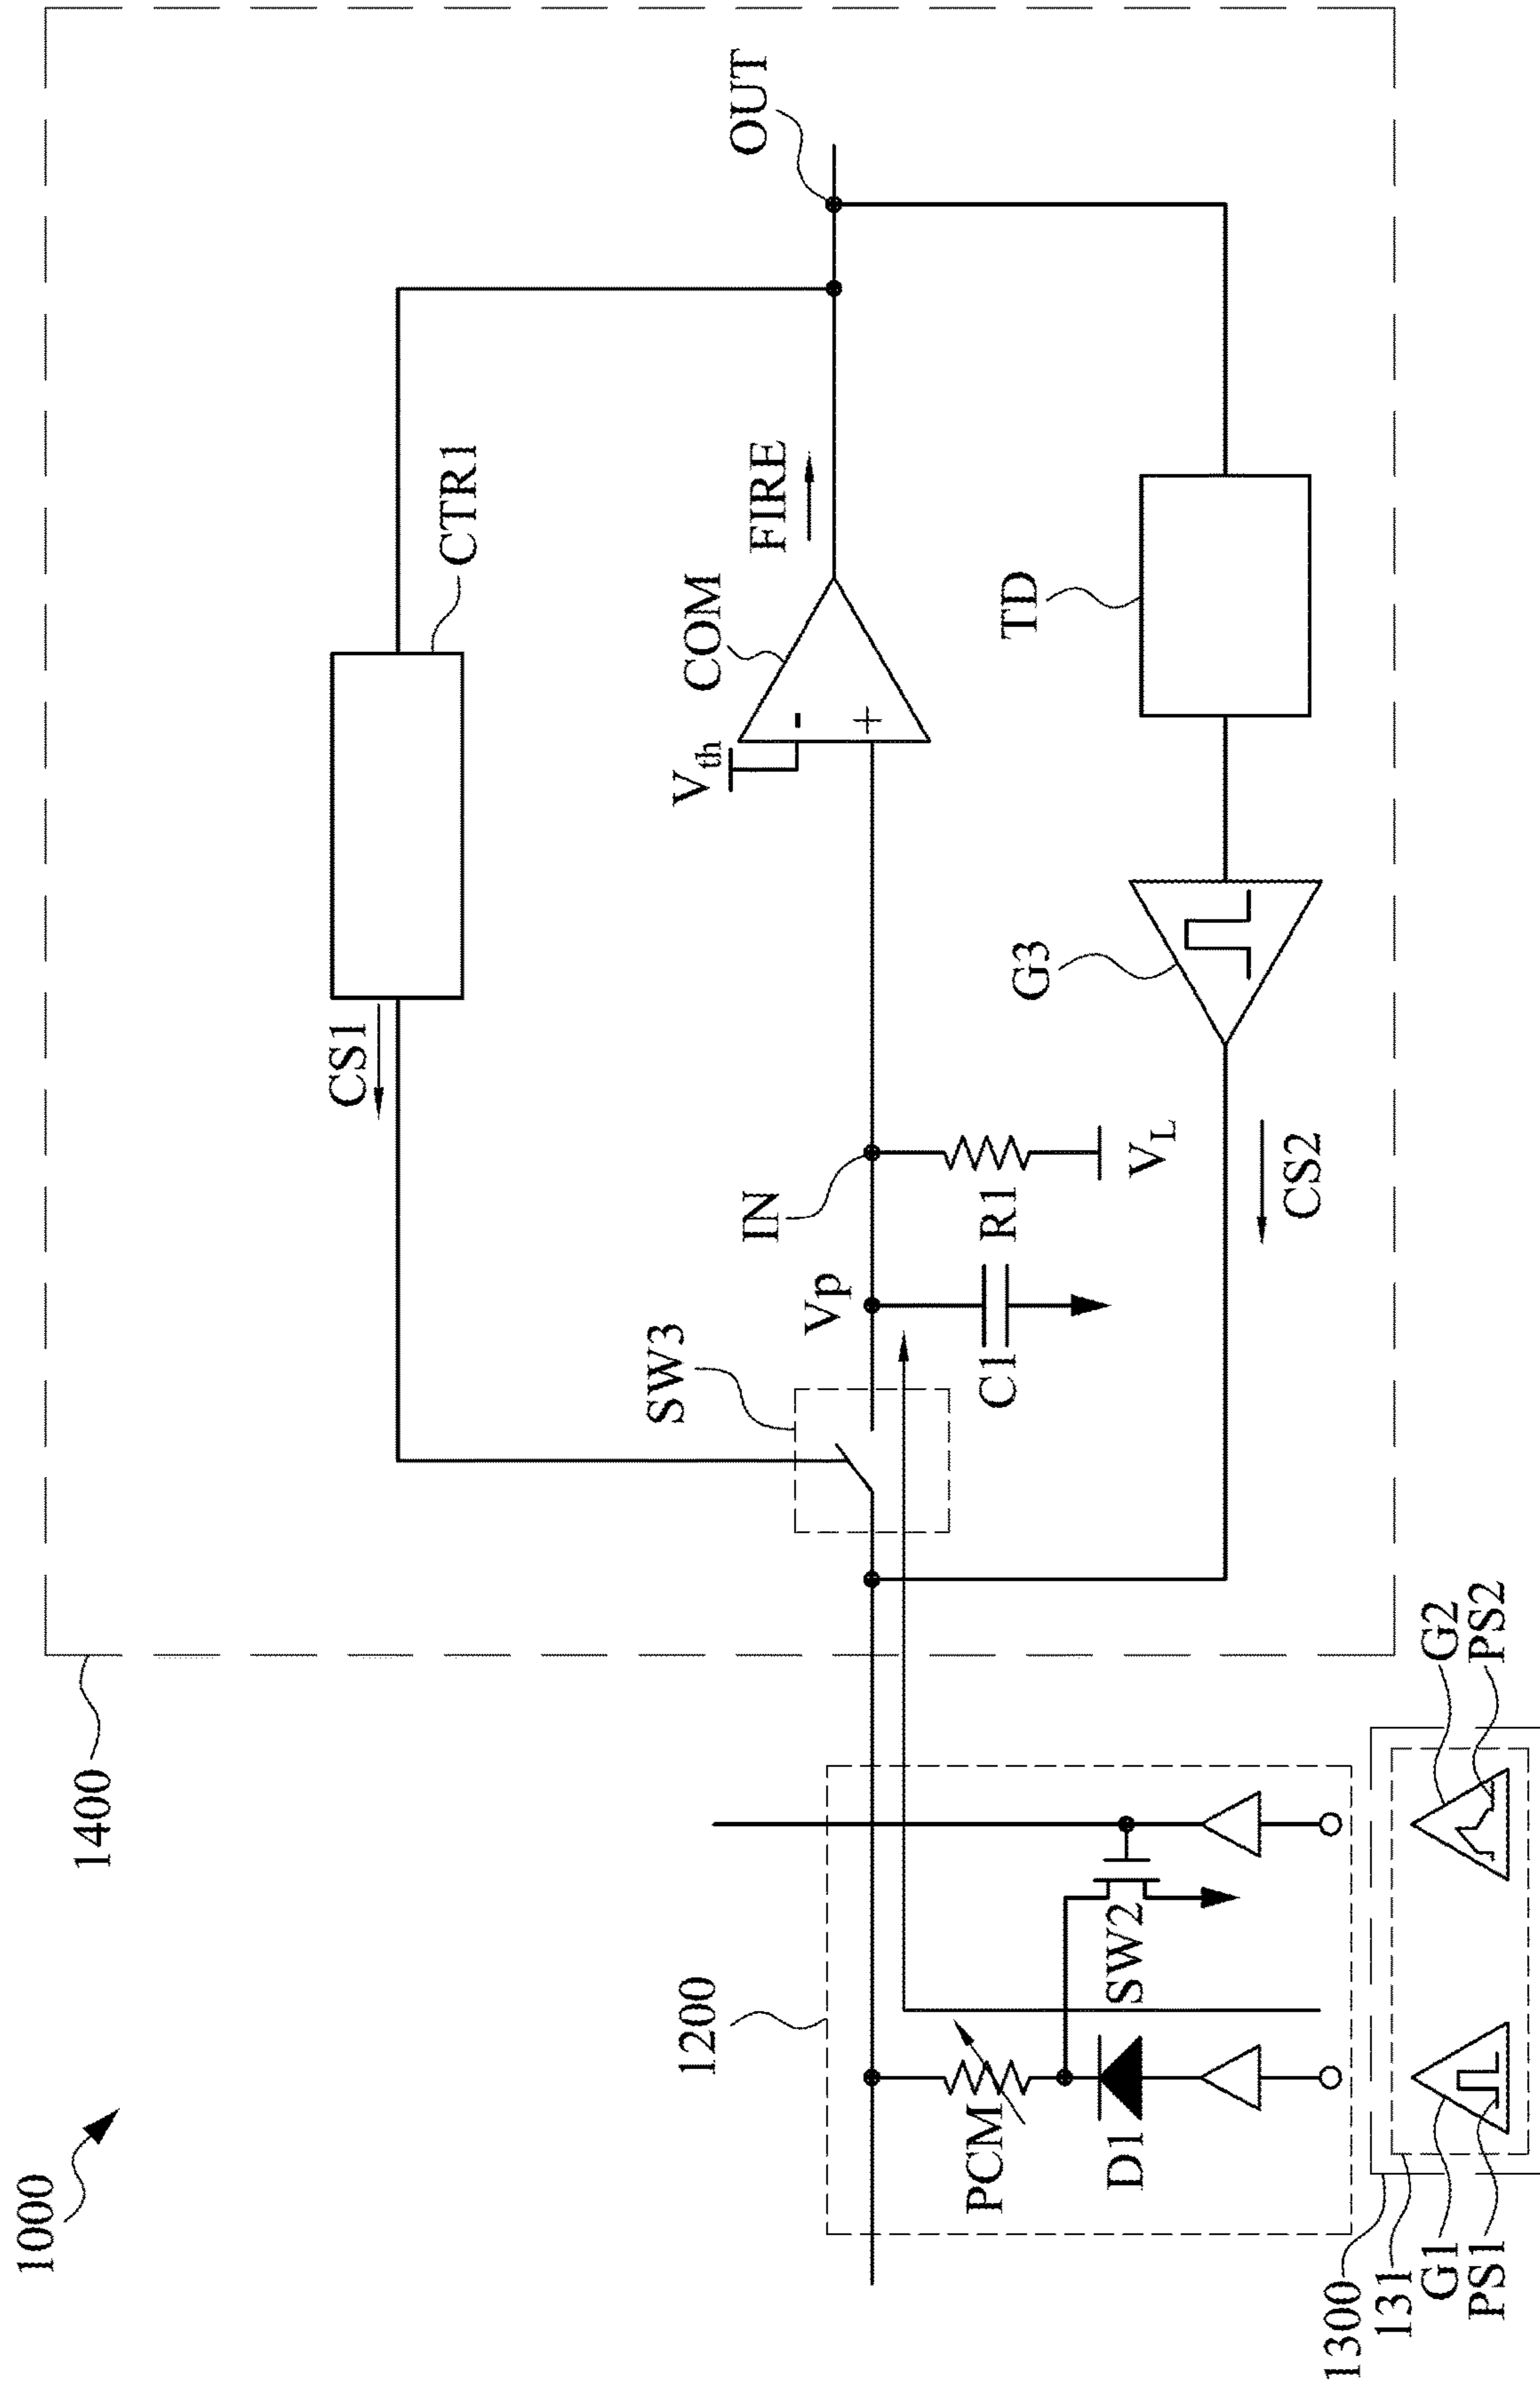 1000
1400
CS1
CTR1
OUT
SW3
Vp
IN
Vth
COM
FIRE
1200
PCM
C1
R1
VL
G3
TD
D1
SW2
CS2
1300
131
G1
PS1
G2
PS2
-
+